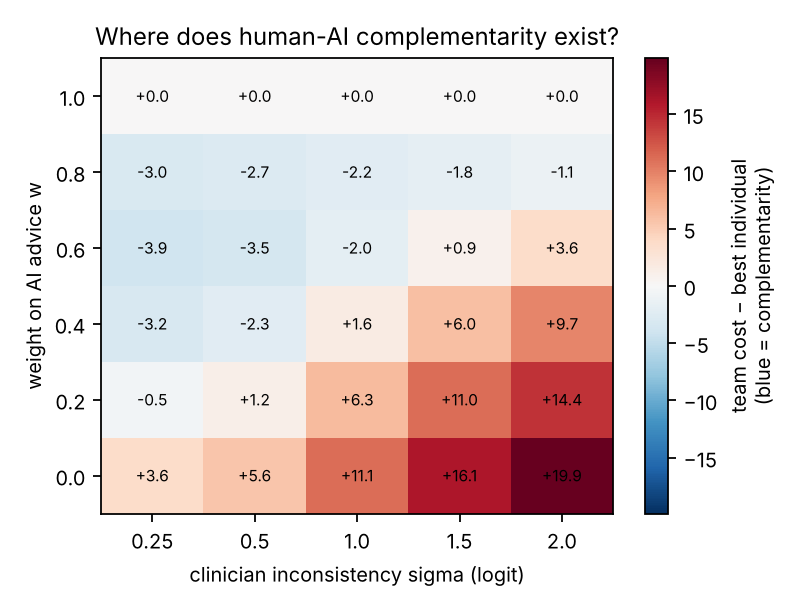 Where does human-AI complementarity exist?
1.0 +0.0 +0.0 +0.0 +0.0 +0.0
0.8 -3.0 -2.7 -2.2 -1.8 -1.1
0.6 -3.9 -3.5 -2.0 +0.9 +3.6
0.4 -3.2 -2.3 +1.6 +6.0 +9.7
0.2 -0.5 +1.2 +6.3 +11.0 +14.4
0.0 +3.6 +5.6 +11.1 +16.1 +19.9
0.25 0.5 1.0 1.5 2.0
clinician inconsistency sigma (logit)
weight on AI advice w
15
10
5
0
−5
−10
−15
team cost − best individual
(blue = complementarity)